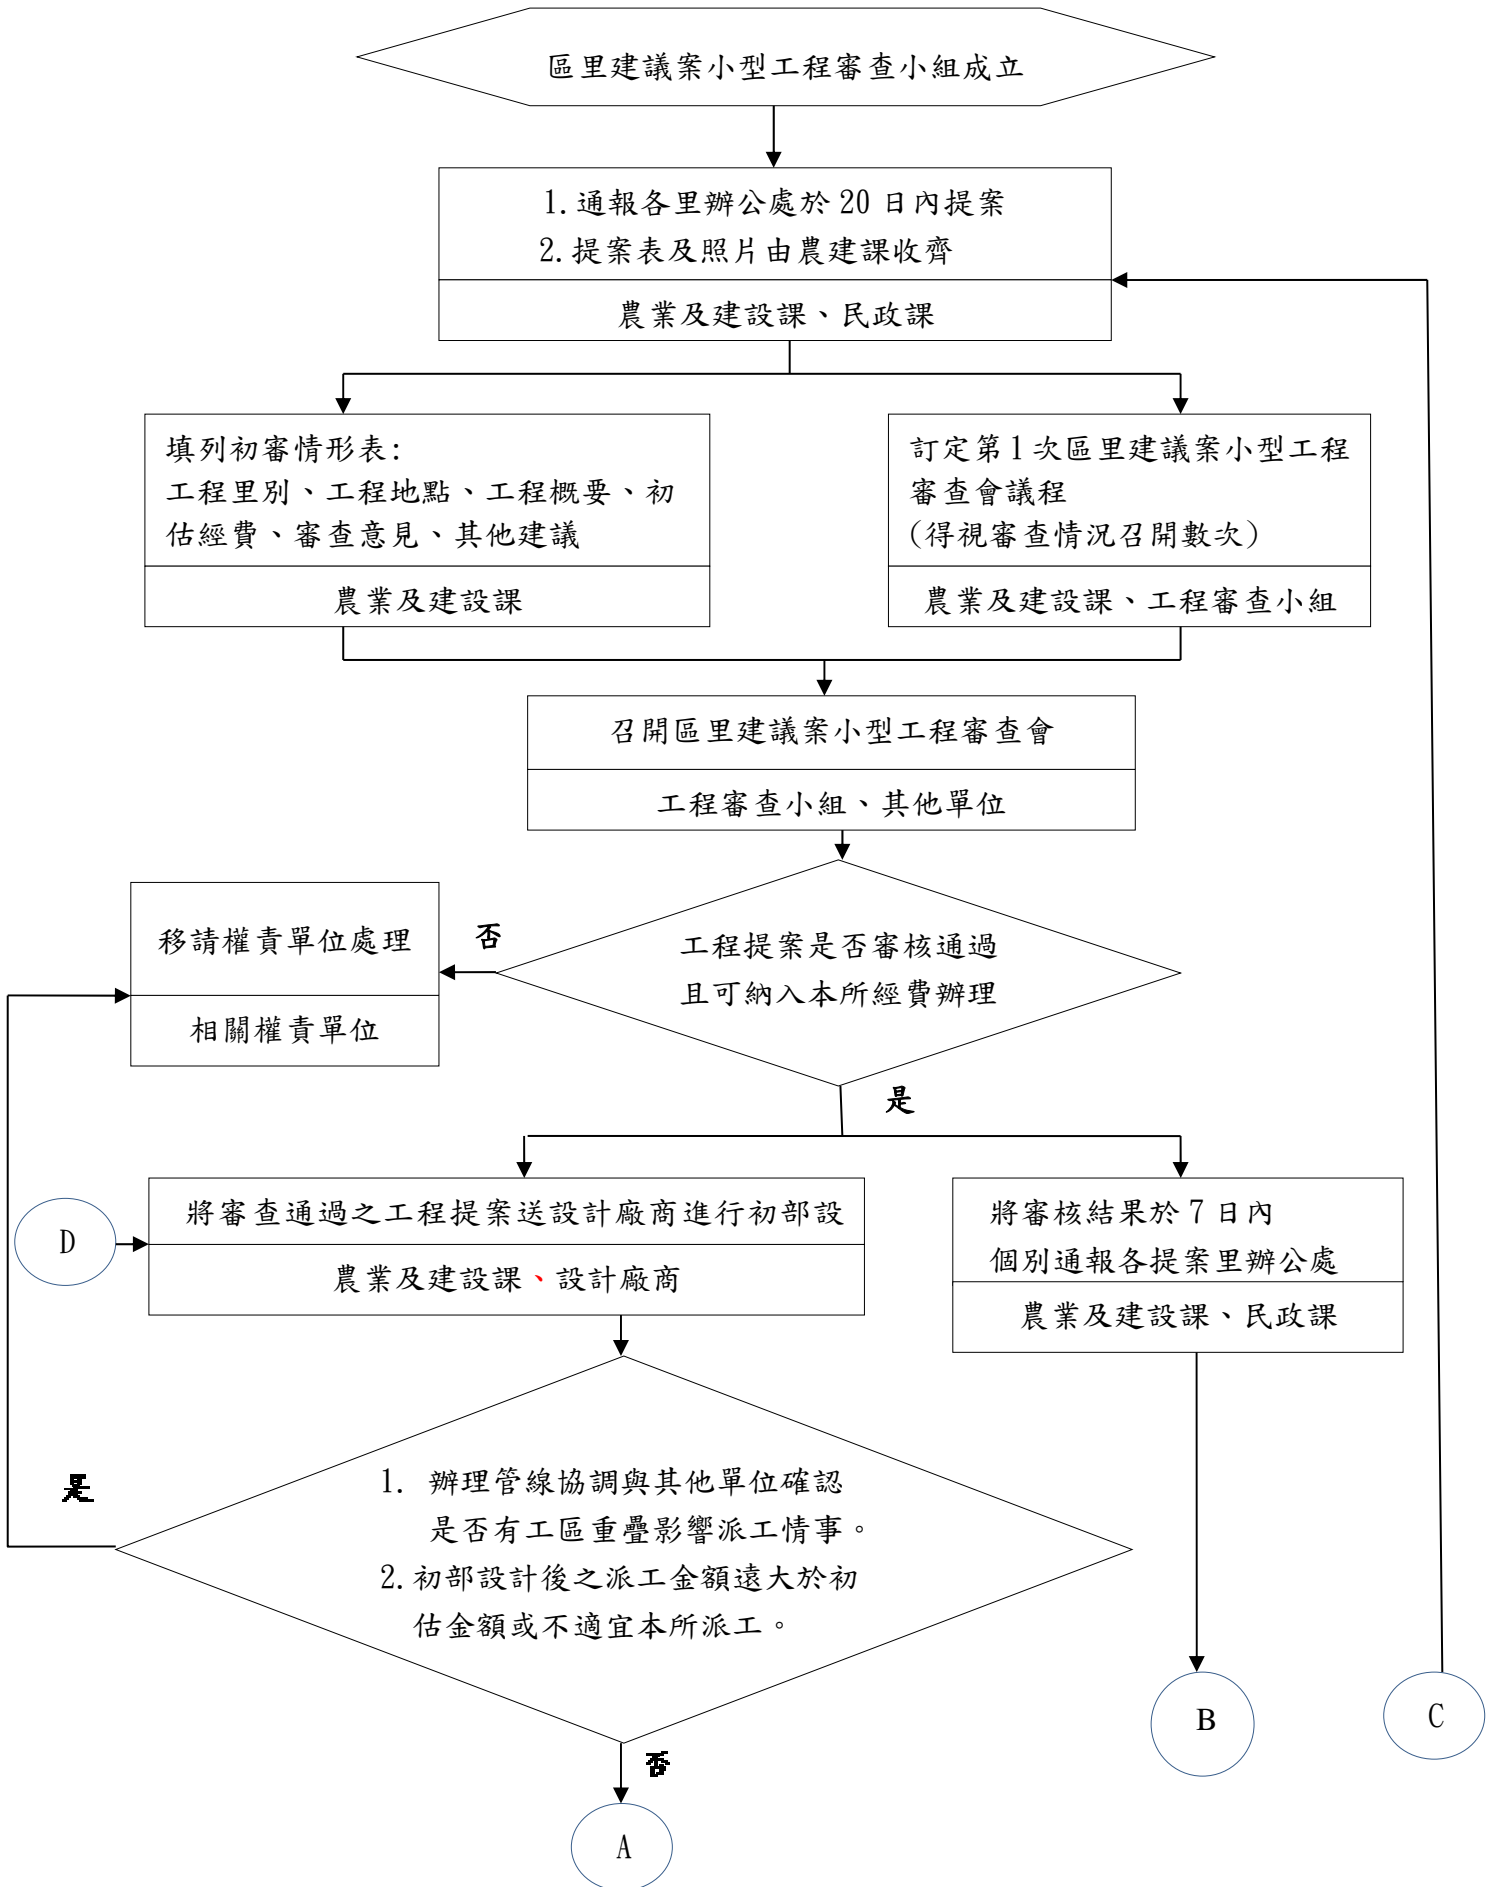 區里建議案小型工程審查小組成立
1.通報各里辦公處於 20 日內提案
2.提案表及照片由農建課收齊
農業及建設課、民政課
填列初審情形表:
工程里別、工程地點、工程概要、初
估經費、審查意見、其他建議
農業及建設課
訂定第 1 次區里建議案小型工程
審查會議程
(得視審查情況召開數次)
農業及建設課、工程審查小組
召開區里建議案小型工程審查會
工程審查小組、其他單位
移請權責單位處理
相關權責單位
否
工程提案是否審核通過
且可納入本所經費辦理
是
D
將審查通過之工程提案送設計廠商進行初部設
農業及建設課、設計廠商
將審核結果於 7 日內
個別通報各提案里辦公處
農業及建設課、民政課
是
1. 辦理管線協調與其他單位確認
是否有工區重疊影響派工情事。
2.初部設計後之派工金額遠大於初
估金額或不適宜本所派工。
否
B
C
A